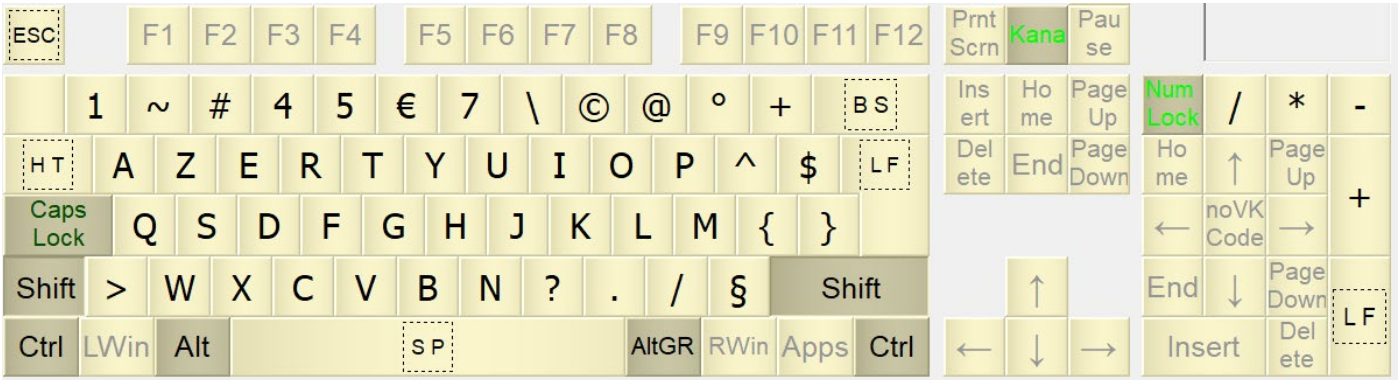 ESC F1 F2 F3 F4 F5 F6 F7 F8 F9 F10 F11 F12 Prnt Scrn Kana Pau se
1 ~ # 4 5 € 7 \ © @ ° + BS Ins ert Ho me Page Up Num Lock / * -
HT A Z E R T Y U I O P ^ $ LF Del ete End Page Down Ho me ↑ Page Up +
Caps Lock Q S D F G H J K L M { } ← noVK Code →
Shift > W X C V B N ? . / § Shift ↑ End ↓ Page Down LF
Ctrl LWin Alt SP AltGR RWin Apps Ctrl ← ↓ → Insert Del ete